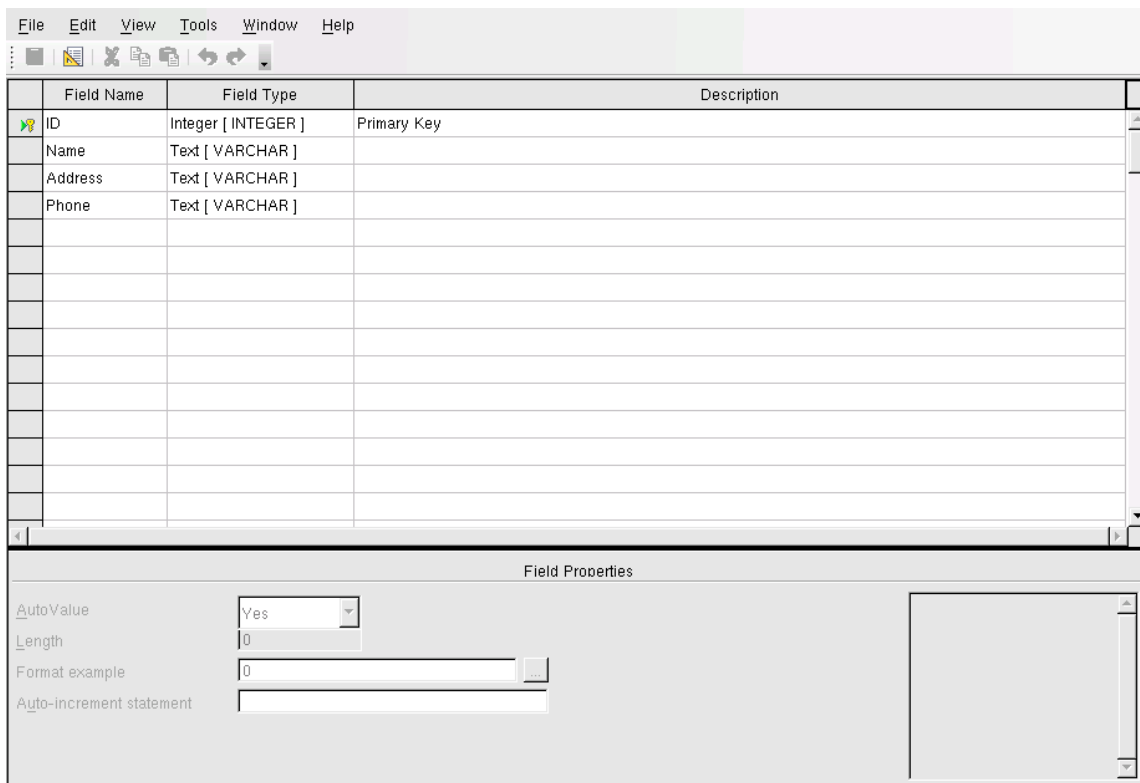 File Edit View Tools Window Help
Field Name Field Type Description
ID Integer [ INTEGER ] Primary Key
Name Text [ VARCHAR ]
Address Text [ VARCHAR ]
Phone Text [ VARCHAR ]
Field Properties
AutoValue Yes
Length 0
Format example 0 ...
Auto-increment statement